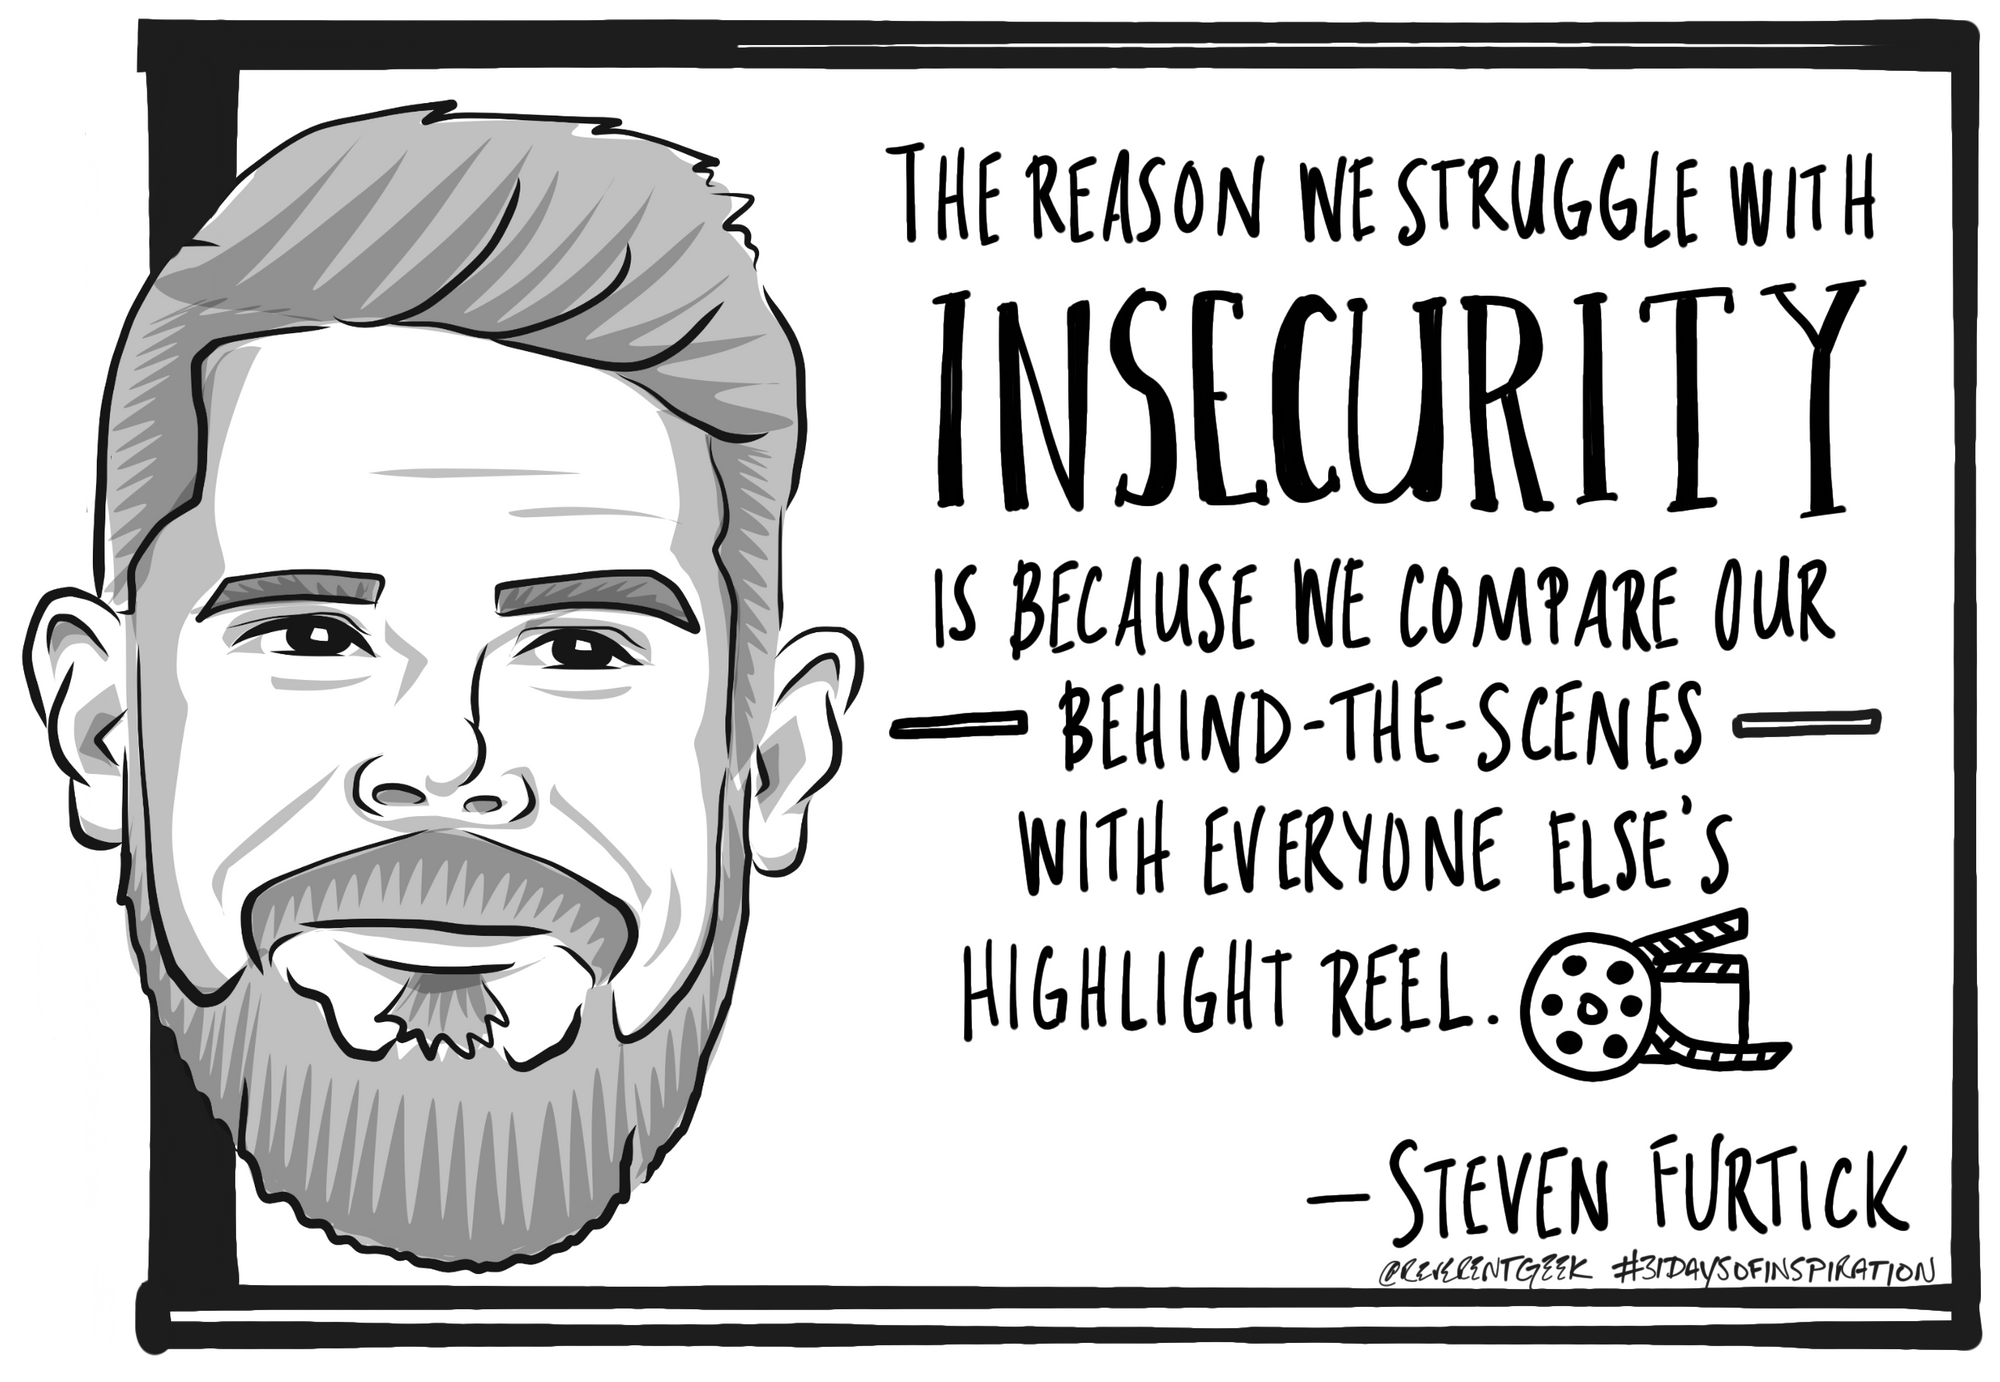 THE REASON WE STRUGGLE WITH
INSECURITY
IS BECAUSE WE COMPARE OUR
BEHIND-THE-SCENES
WITH EVERYONE ELSE'S
HIGHLIGHT REEL.
—STEVEN FURTICK
@REVERENTGEEK #31DAYSOFINSPIRATION